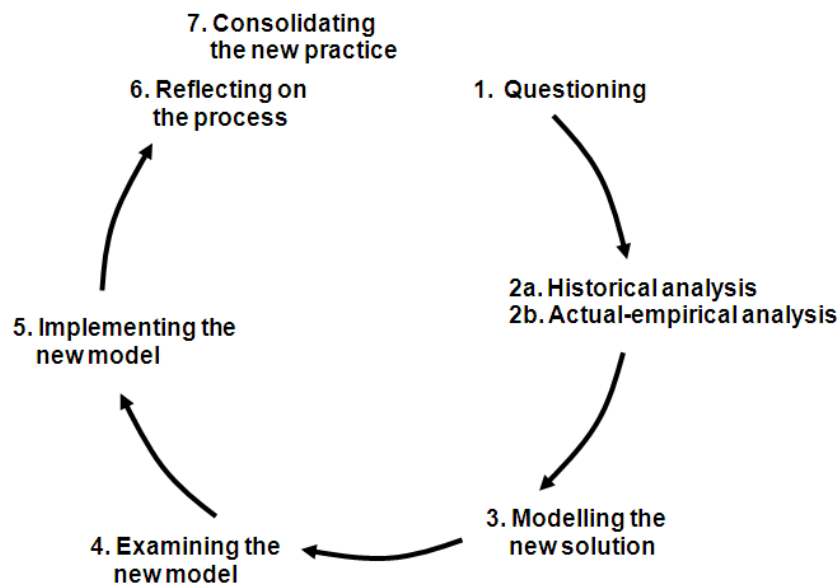 7. Consolidating
the new practice
6. Reflecting on
the process
1. Questioning
2a. Historical analysis
2b. Actual-empirical analysis
3. Modelling the
new solution
4. Examining the
new model
5. Implementing the
new model